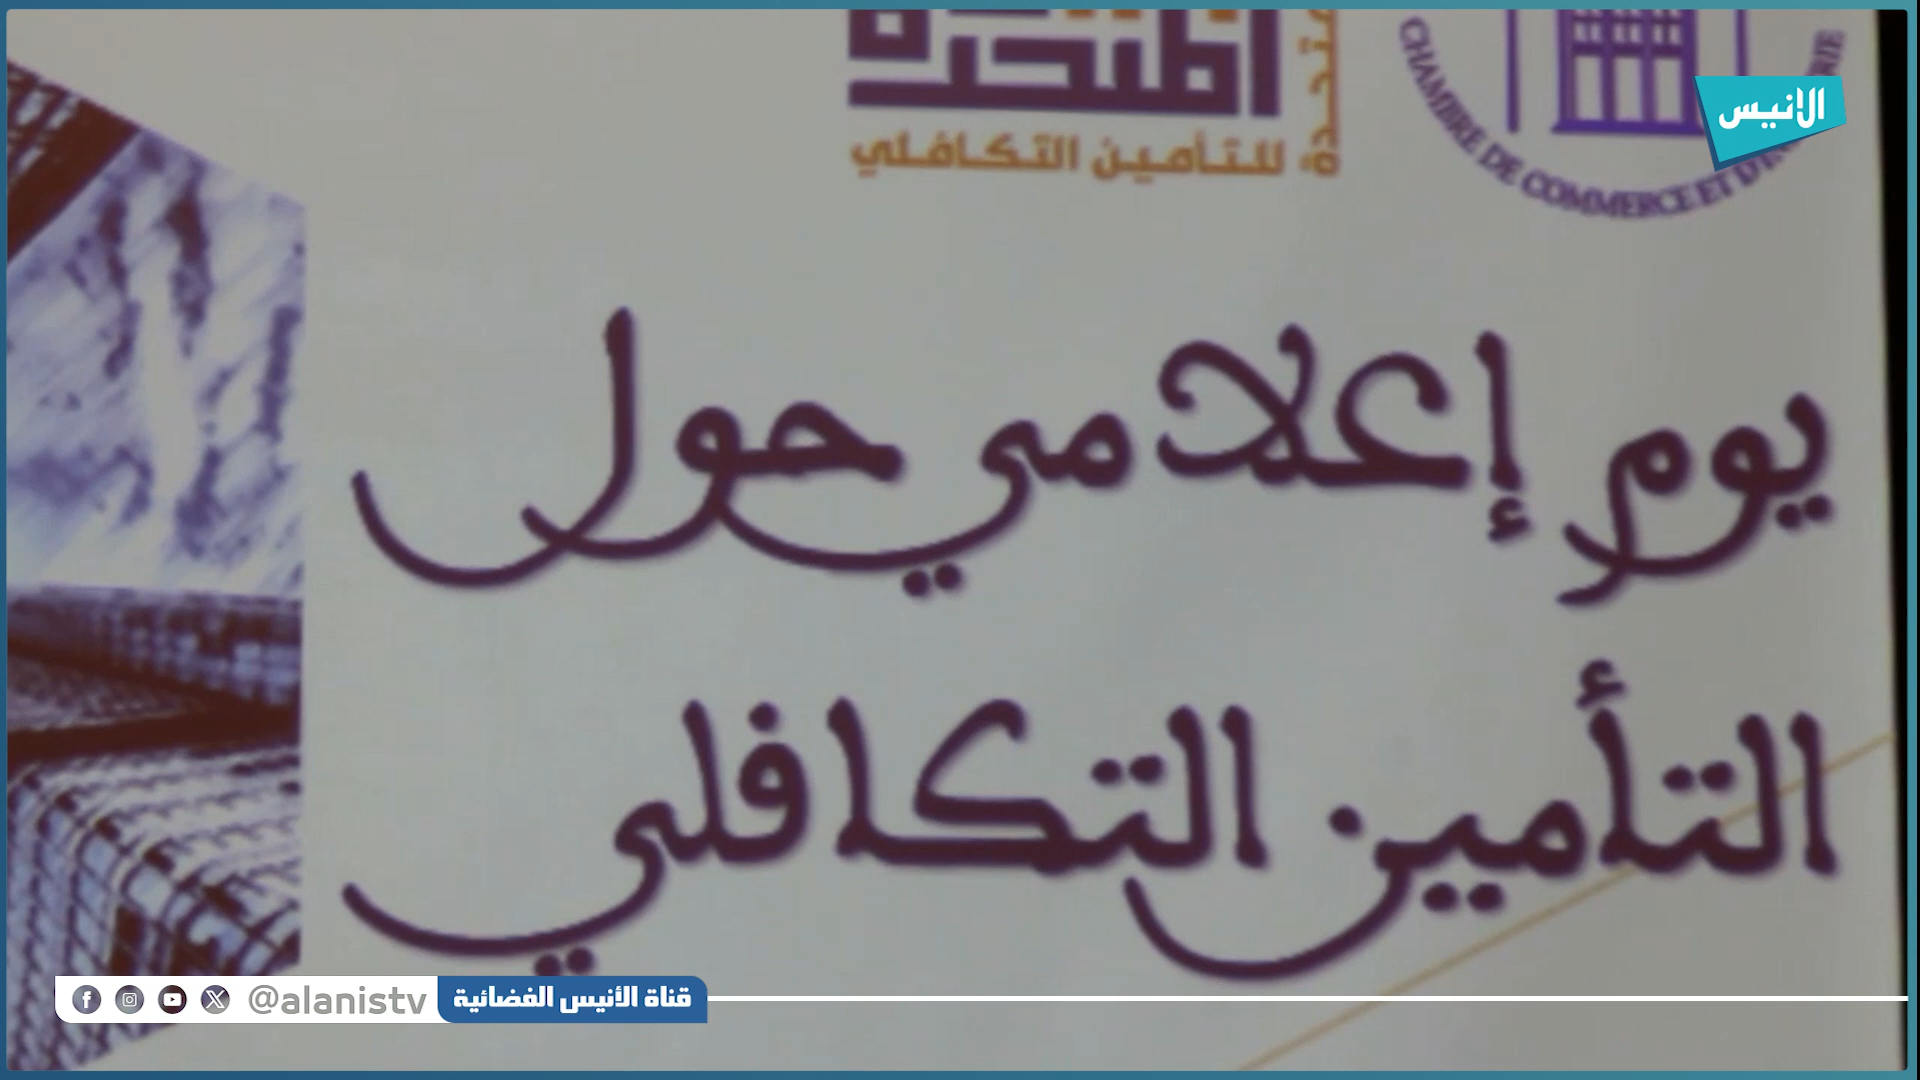 المتحدة
للتأمين التكافلي
CHAMBRE DE COMMERCE ET D'
الانيس
يوم إعلامي حول
التأمين التكافلي
@alanistv
قناة الأنيس الفضائية